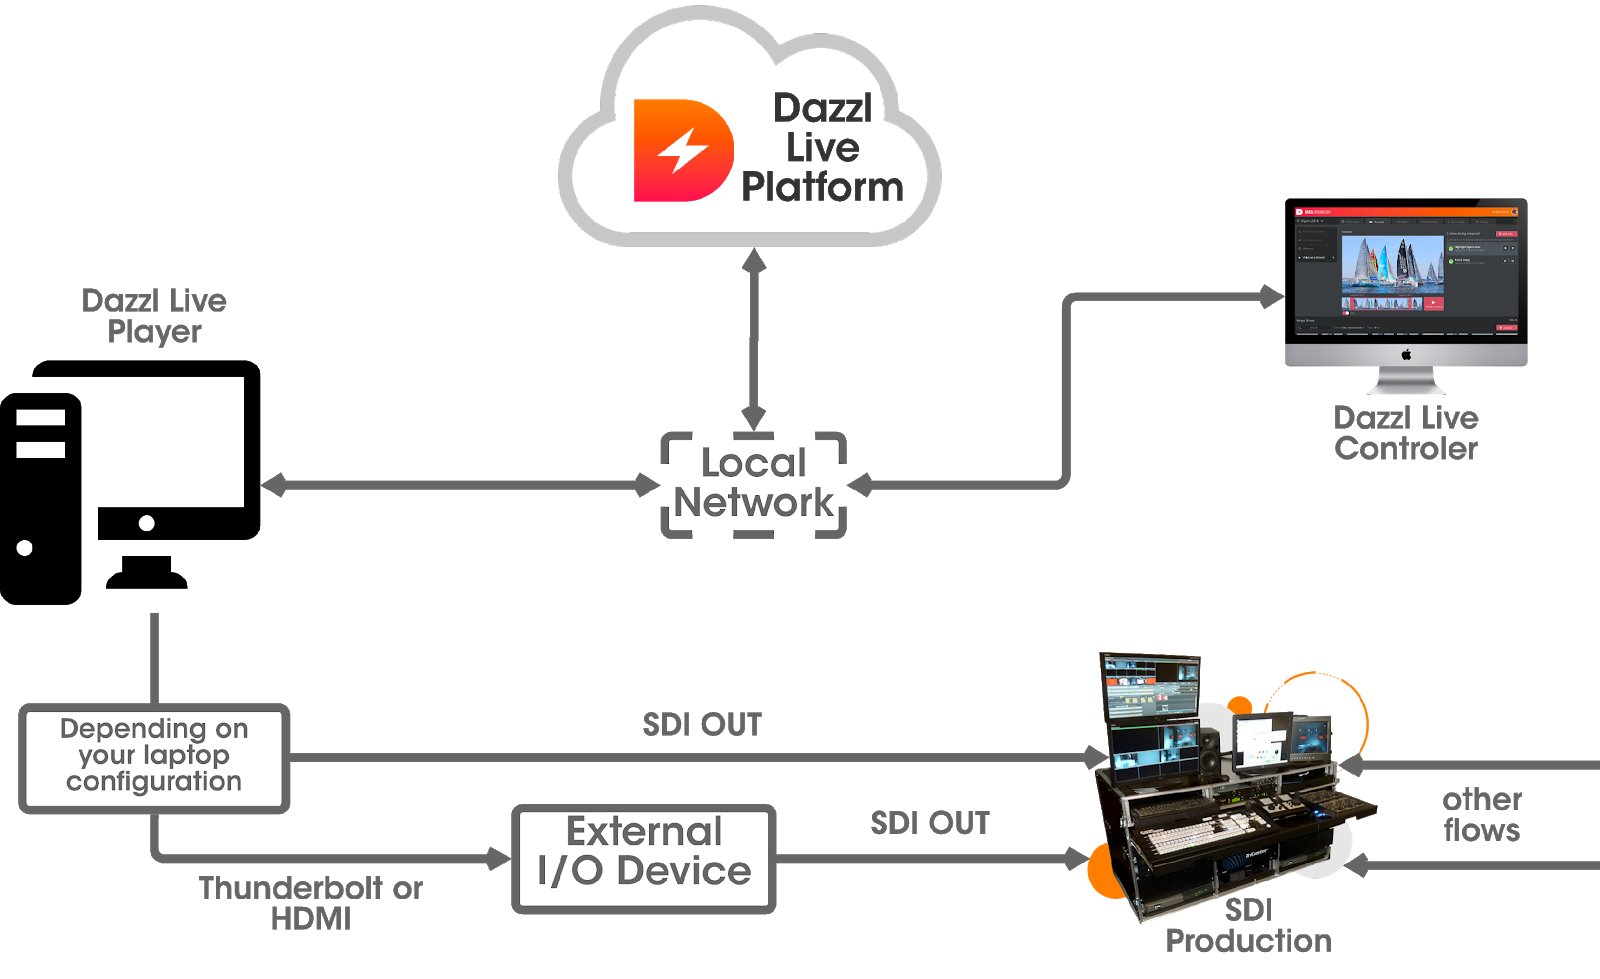 Dazzl
Live
Platform
Dazzl Live
Player
Local
Network
Dazzl Live
Controler
Depending on
your laptop
configuration
SDI OUT
External
I/O Device
SDI OUT
Thunderbolt or
HDMI
other
flows
SDI
Production